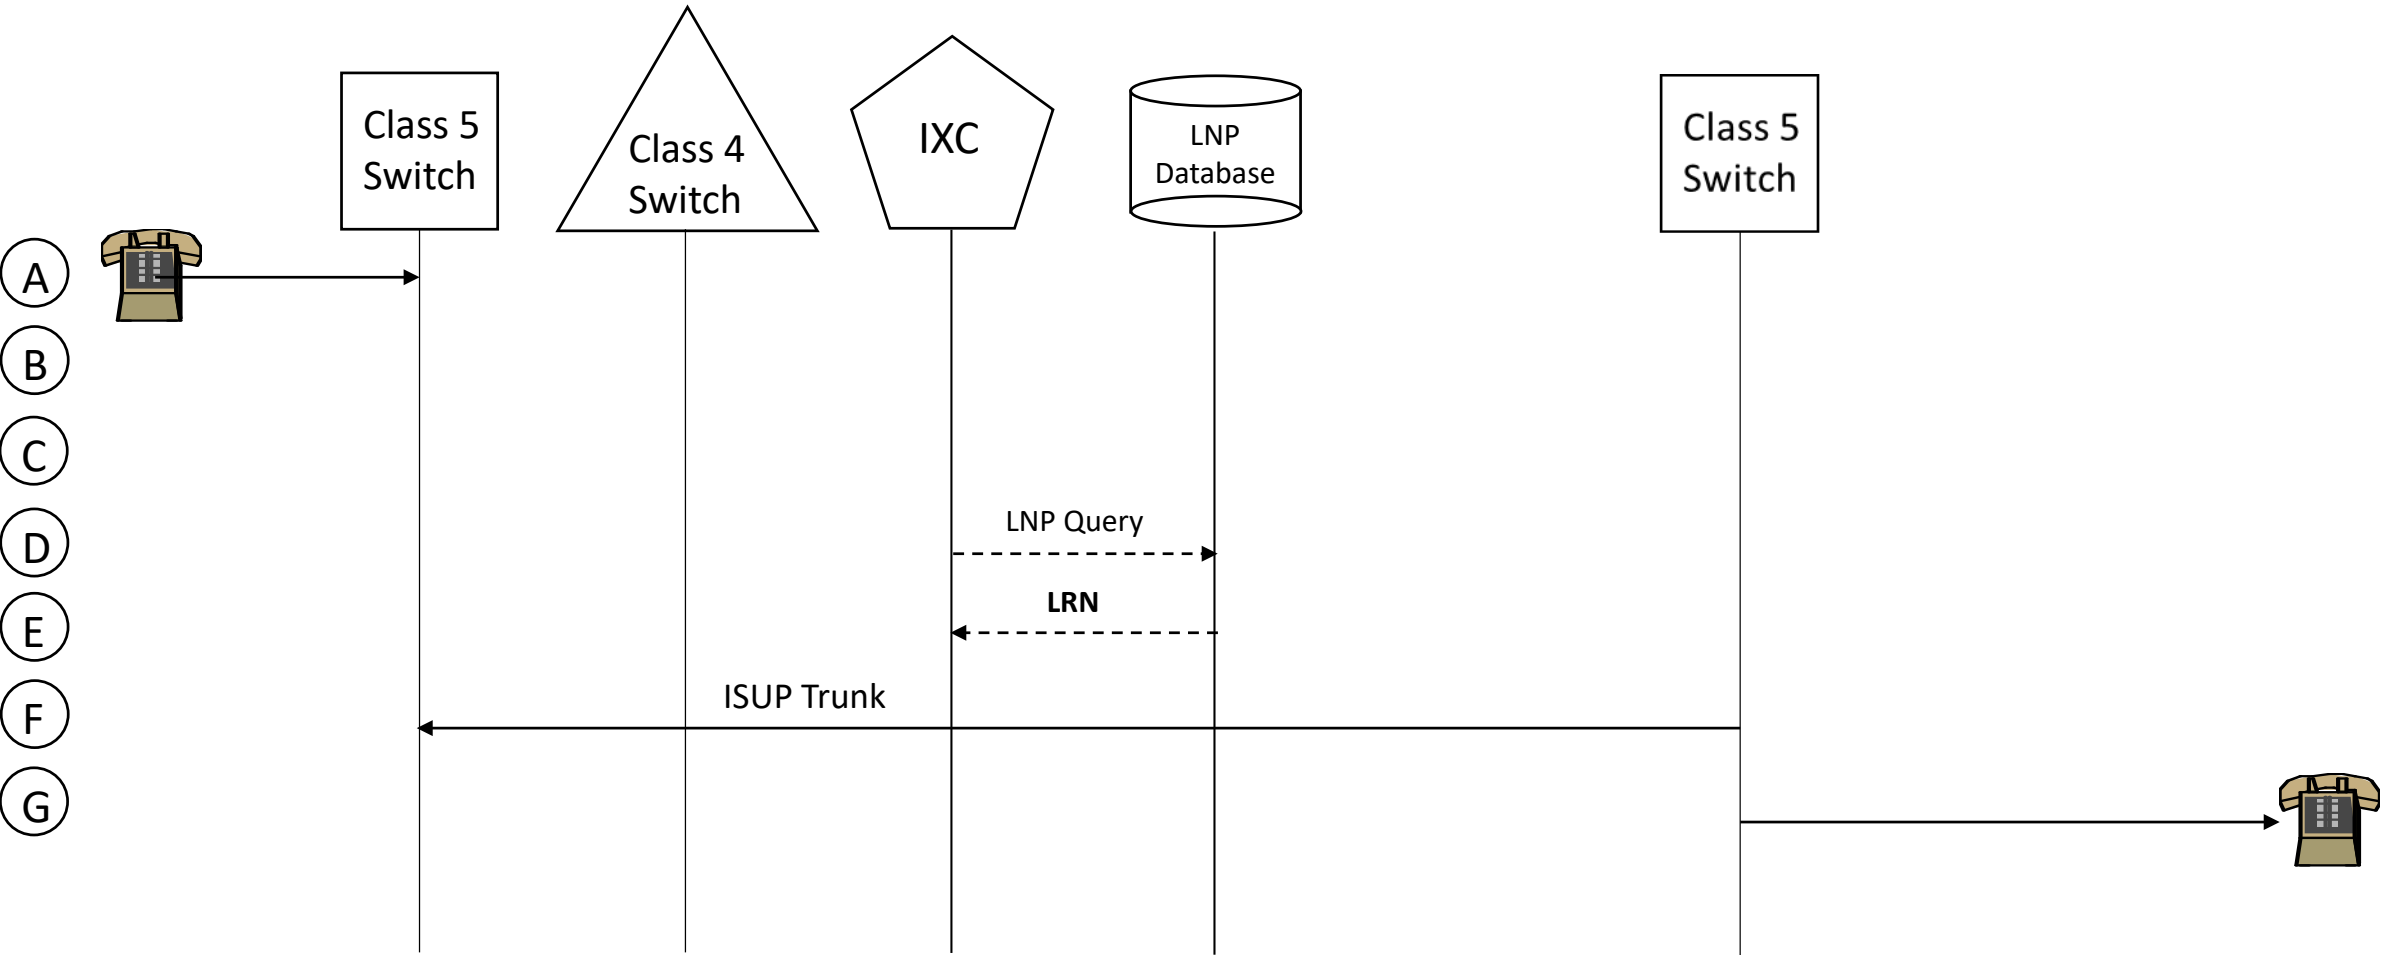 Class 5
Switch
Class 4
Switch
IXC
LNP
Database
Class 5
Switch
A
B
C
D
LNP Query
E
LRN
F
ISUP Trunk
G